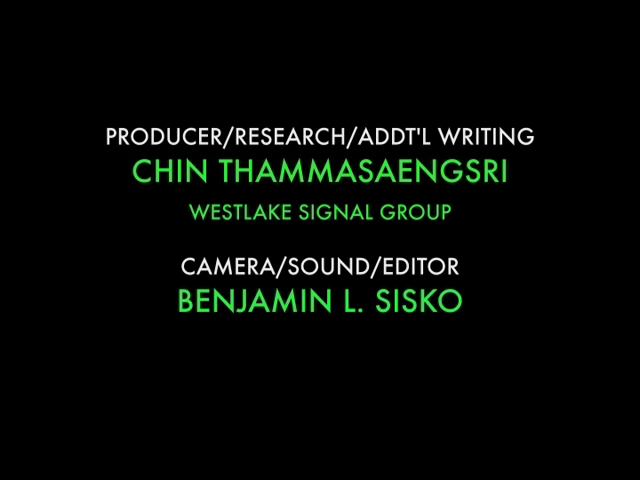 PRODUCER/RESEARCH/ADDT'L WRITING
CHIN THAMMASAENGSRI
WESTLAKE SIGNAL GROUP
CAMERA/SOUND/EDITOR
BENJAMIN L. SISKO